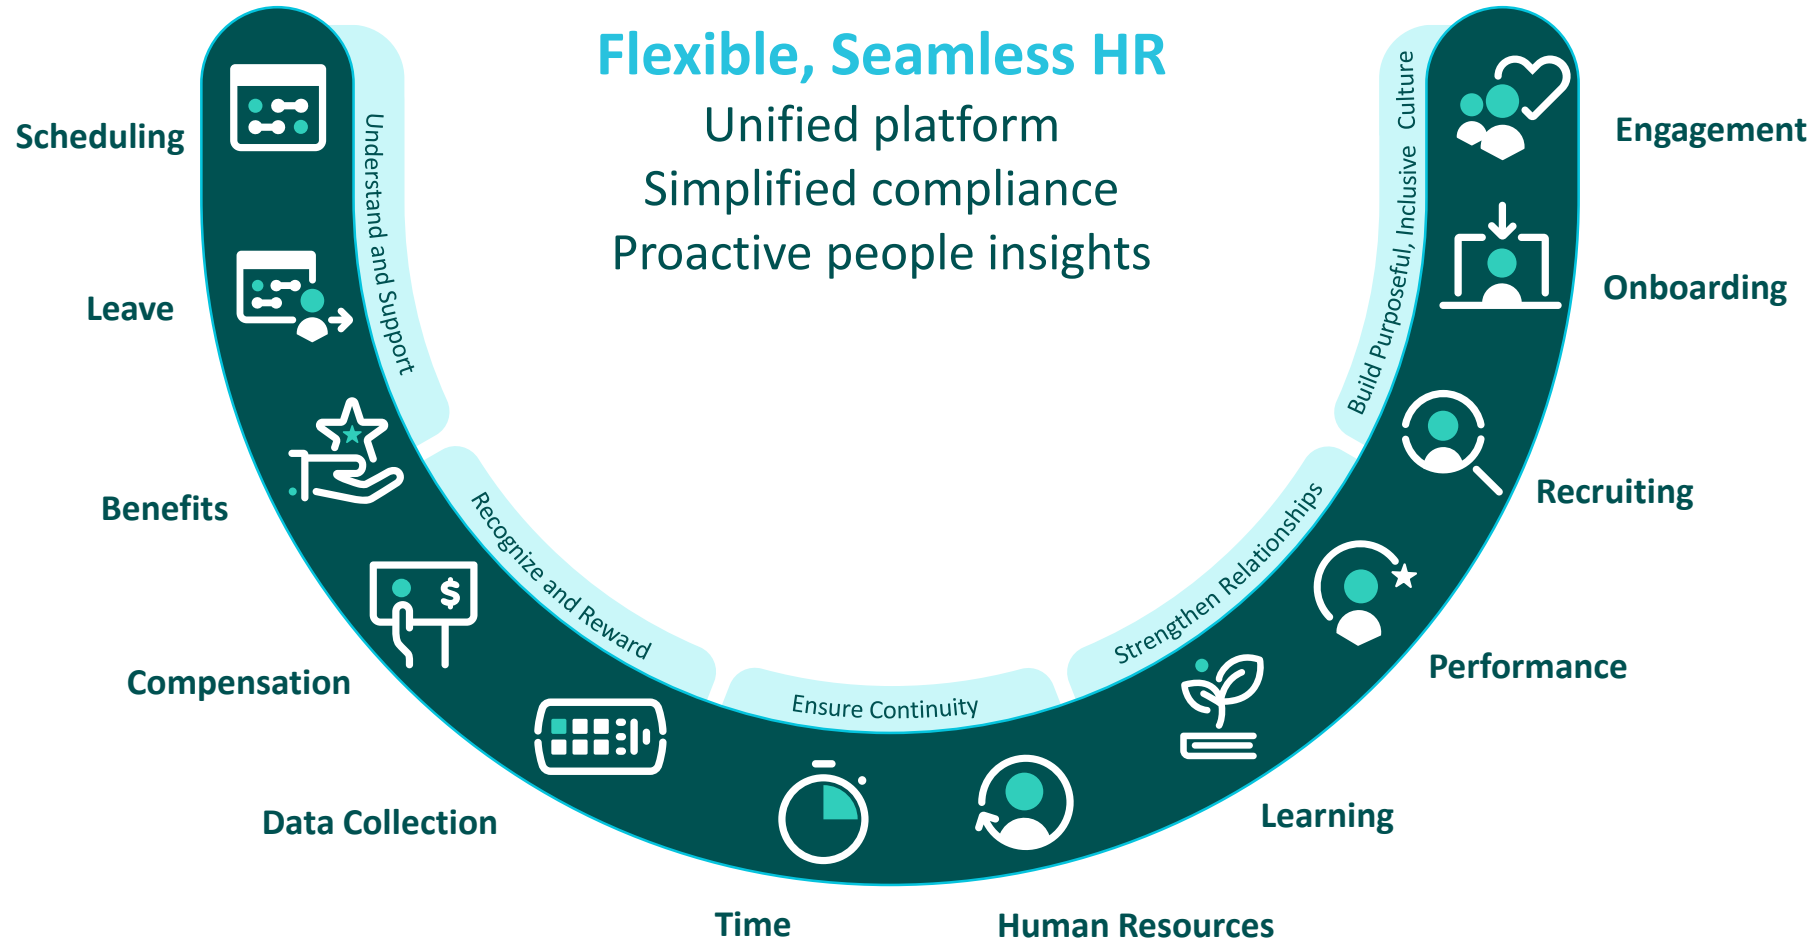 Flexible, Seamless HR
Unified platform
Simplified compliance
Proactive people insights
Scheduling
Leave
Benefits
Compensation
Data Collection
Time
Human Resources
Learning
Performance
Recruiting
Onboarding
Engagement
Understand and Support
Recognize and Reward
Ensure Continuity
Strengthen Relationships
Build Purposeful, Inclusive Culture
$